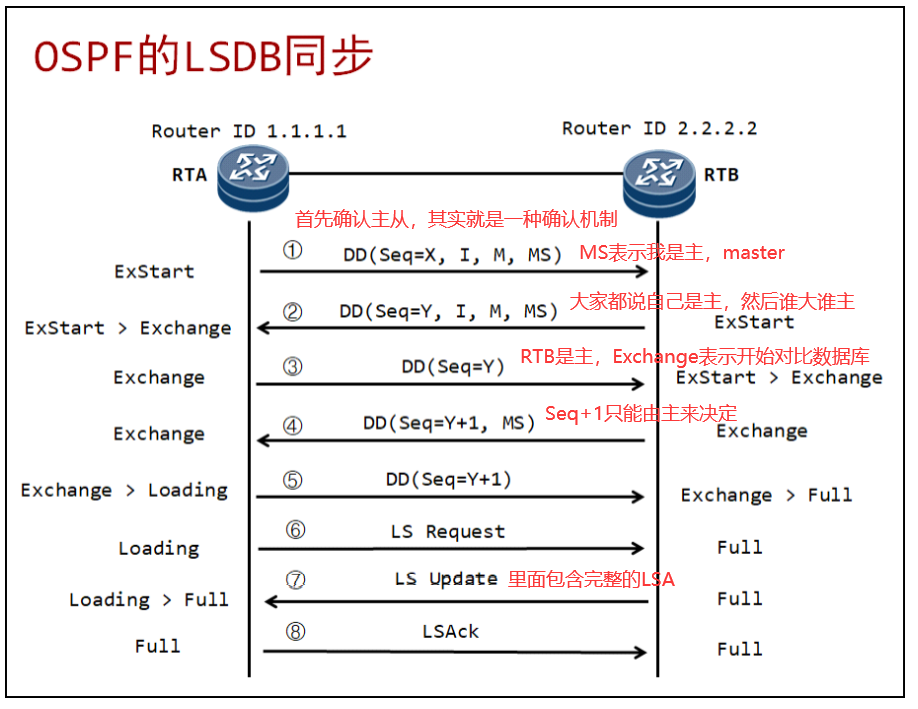 OSPF的LSDB同步
Router ID 1.1.1.1
Router ID 2.2.2.2
RTA
RTB
首先确认主从，其实就是一种确认机制
① DD(Seq=X, I, M, MS) MS表示我是主，master
ExStart
大家都说自己是主，然后谁大谁主
② DD(Seq=Y, I, M, MS)
ExStart > Exchange
ExStart
RTB是主，Exchange表示开始对比数据库
③ DD(Seq=Y)
Exchange
ExStart > Exchange
Seq+1只能由主来决定
④ DD(Seq=Y+1, MS)
Exchange
Exchange
⑤ DD(Seq=Y+1)
Exchange > Loading
Exchange > Full
⑥ LS Request
Loading
Full
⑦ LS Update 里面包含完整的LSA
Loading > Full
Full
⑧ LSAck
Full
Full